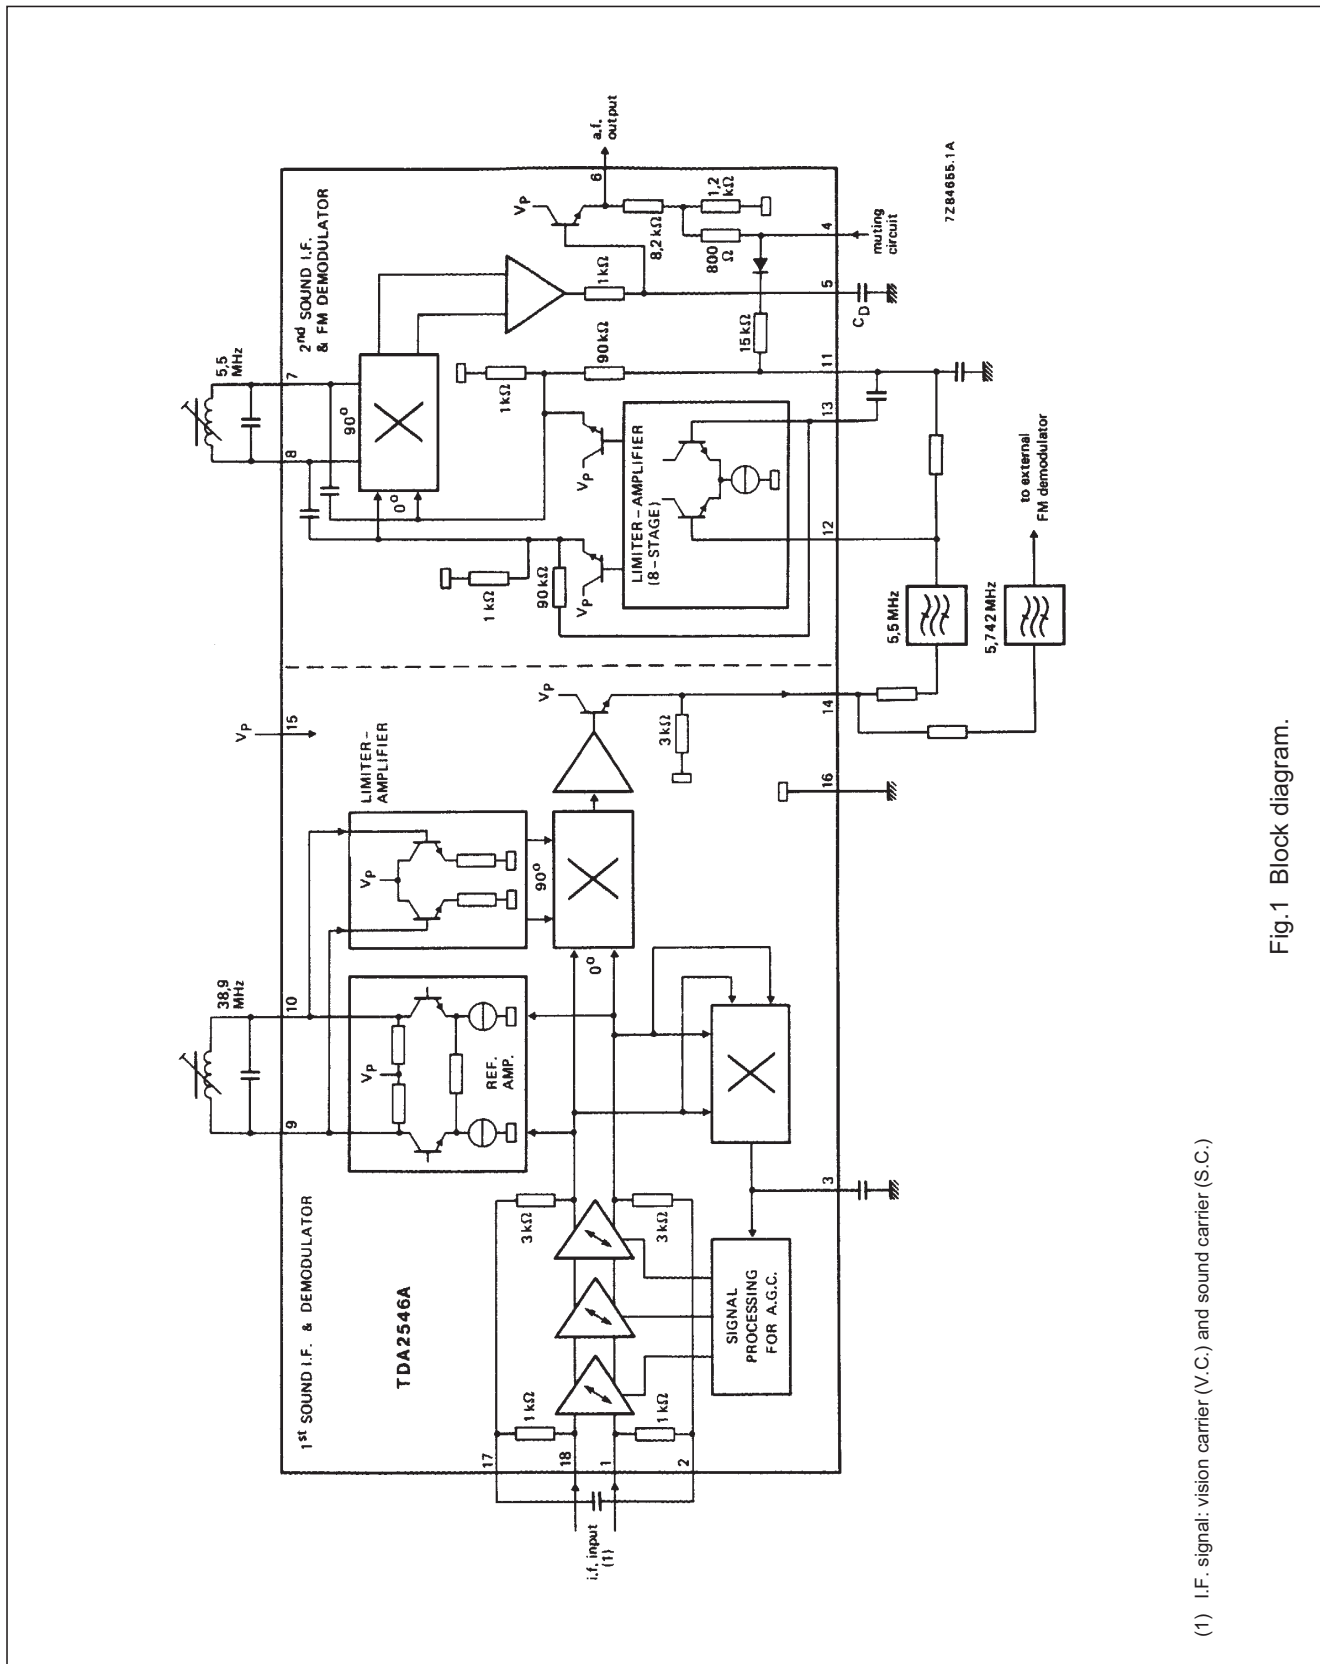 1st SOUND I.F. & DEMODULATOR
TDA2546A
i.f. input
(1)
17
18
1
2
1 kΩ
1 kΩ
3 kΩ
3 kΩ
SIGNAL
PROCESSING
FOR A.G.C.
3
9
38,9
MHz
10
VP
REF.
AMP.
0°
LIMITER-
AMPLIFIER
VP
90°
VP
15
16
VP
3 kΩ
14
2nd SOUND I.F.
& FM DEMODULATOR
5,5
MHz
8
7
90°
0°
1 kΩ
90 kΩ
VP
VP
LIMITER-AMPLIFIER
(8-STAGE)
1 kΩ
90 kΩ
1 kΩ
15 kΩ
VP
8,2 kΩ
800
Ω
1,2
kΩ
6
a.f.
output
4
muting
circuit
5
CD
11
13
12
5,5 MHz
5,742 MHz
to external
FM demodulator
7Z84665.1A
(1) I.F. signal: vision carrier (V.C.) and sound carrier (S.C.)
Fig.1 Block diagram.